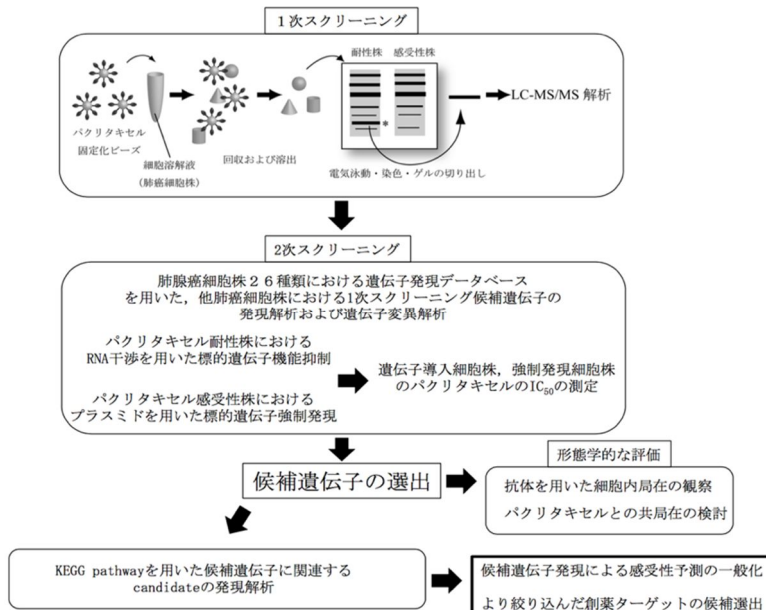 1次スクリーニング
耐性株 感受性株
LC-MS/MS 解析
パクリタキセル
固定化ビーズ
細胞溶解液
(肺癌細胞株)
回収および溶出
*
電気泳動・染色・ゲルの切り出し
2次スクリーニング
肺腺癌細胞株26種類における遺伝子発現データベース
を用いた，他肺癌細胞株における1次スクリーニング候補遺伝子の
発現解析および遺伝子変異解析
パクリタキセル耐性株における
RNA干渉を用いた標的遺伝子機能抑制
パクリタキセル感受性株における
プラスミドを用いた標的遺伝子強制発現
遺伝子導入細胞株，強制発現細胞株
のパクリタキセルのIC50の測定
候補遺伝子の選出
形態学的な評価
抗体を用いた細胞内局在の観察
パクリタキセルとの共局在の検討
KEGG pathwayを用いた候補遺伝子に関連する
candidateの発現解析
候補遺伝子発現による感受性予測の一般化
より絞り込んだ創薬ターゲットの候補選出